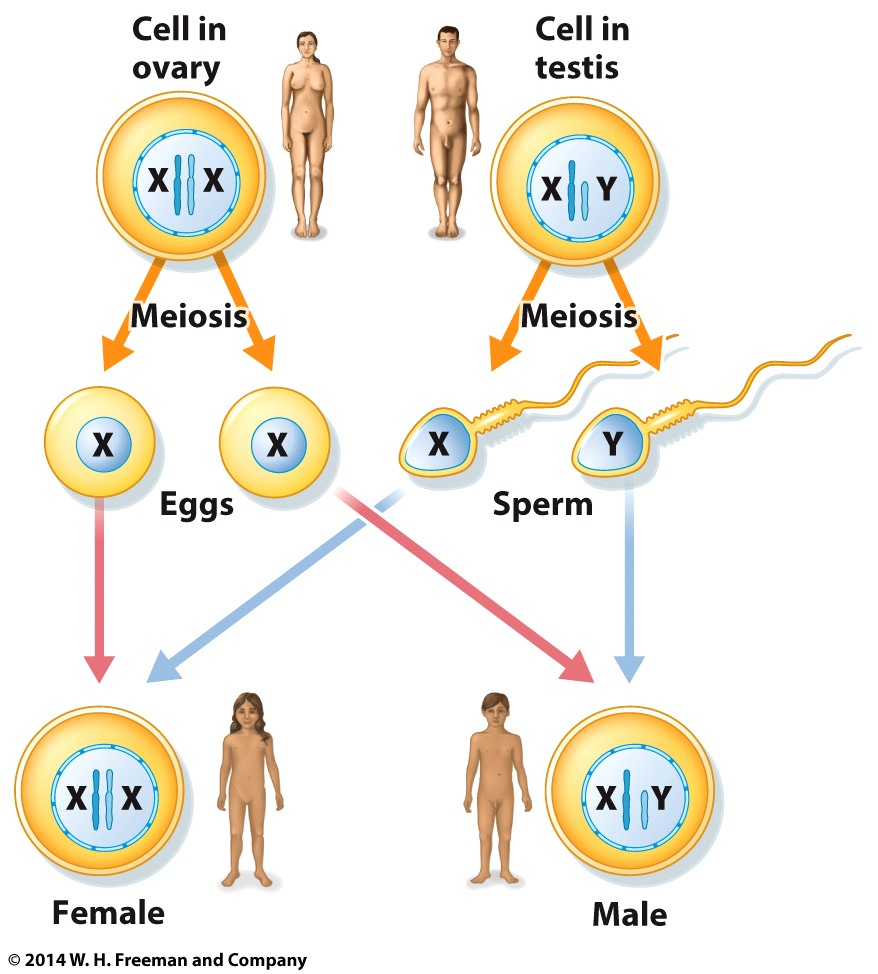 Cell in
ovary
Cell in
testis
X X
X Y
Meiosis
Meiosis
X
X
X
Y
Eggs
Sperm
X X
X Y
Female
Male
© 2014 W. H. Freeman and Company